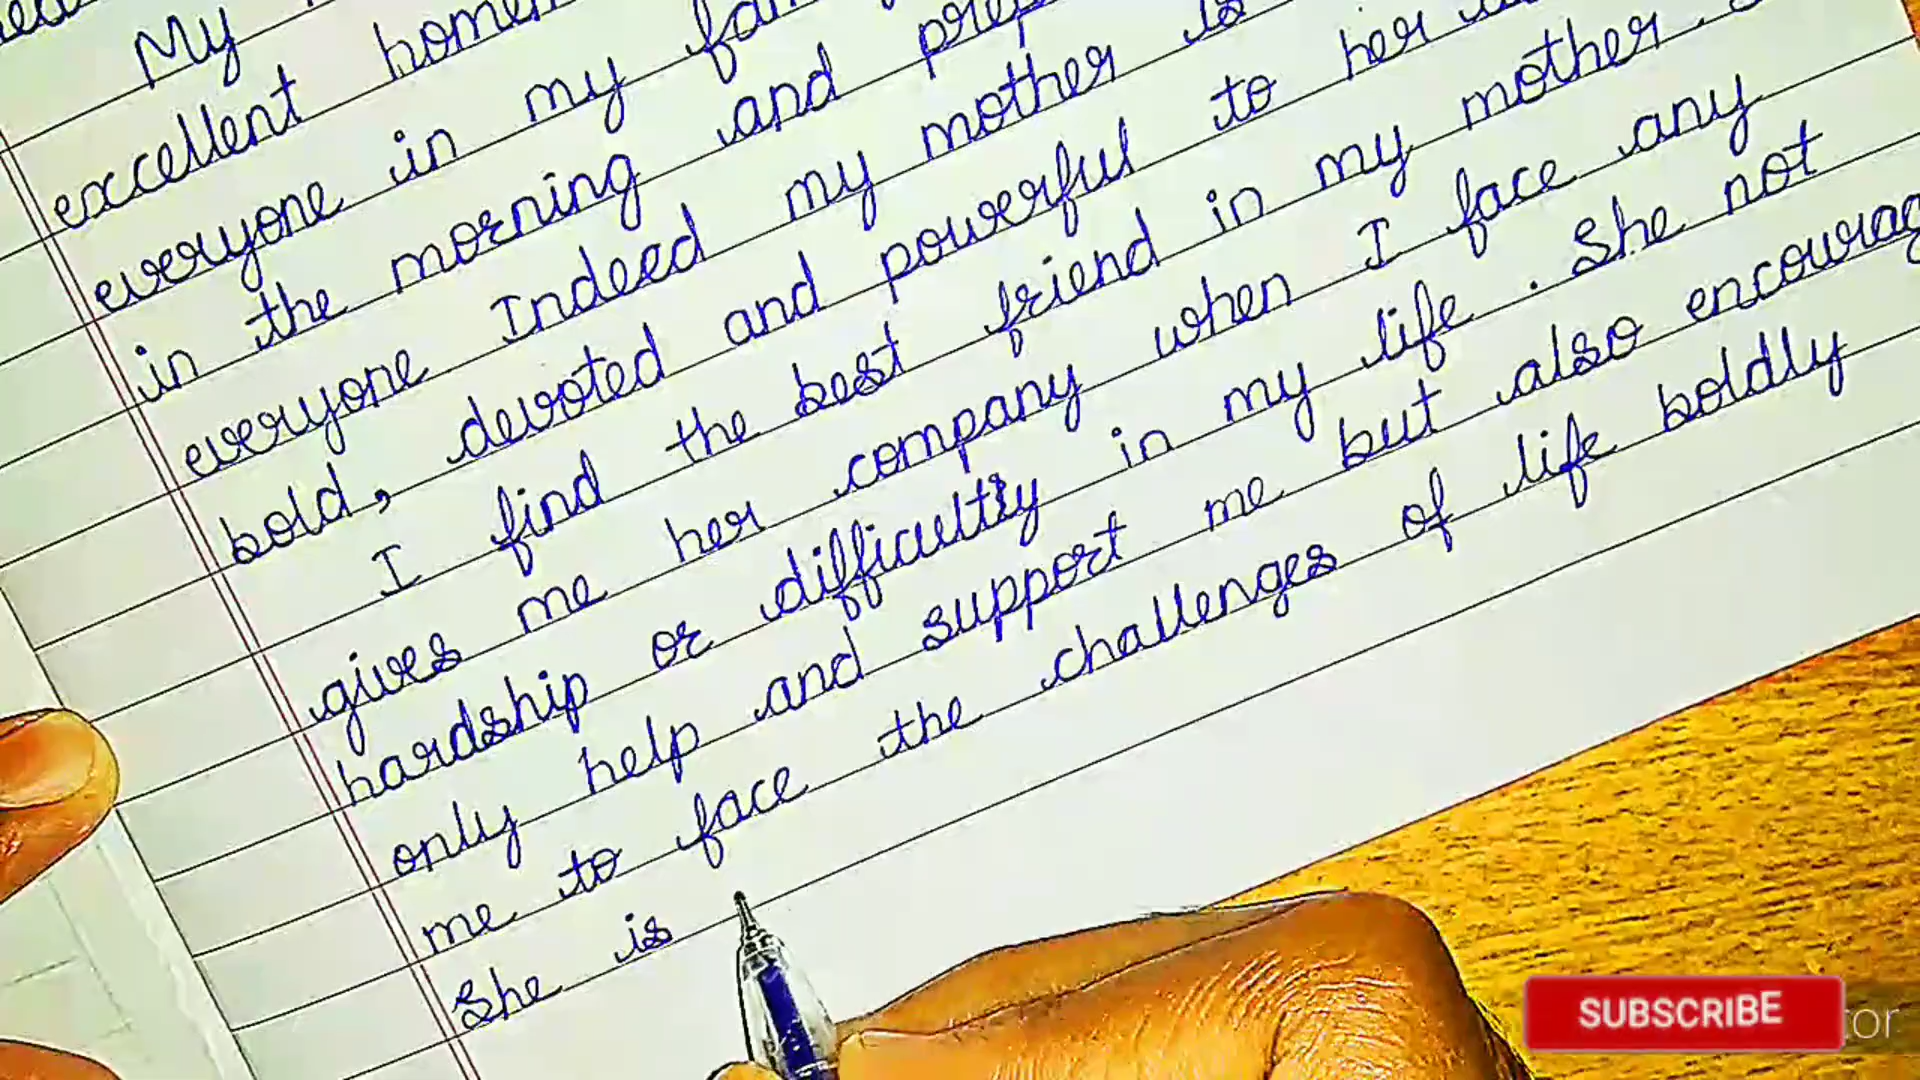 My
excellent
everyone in my
in the morning and
everyone Indeed my mother is
bold, devoted and powerful to her
I find the best friend in my mother.
gives me her company when I face any
hardship or difficulty in my life. She not
only help and support me but also
me to face the challenges of life boldly
She is
SUBSCRIBE